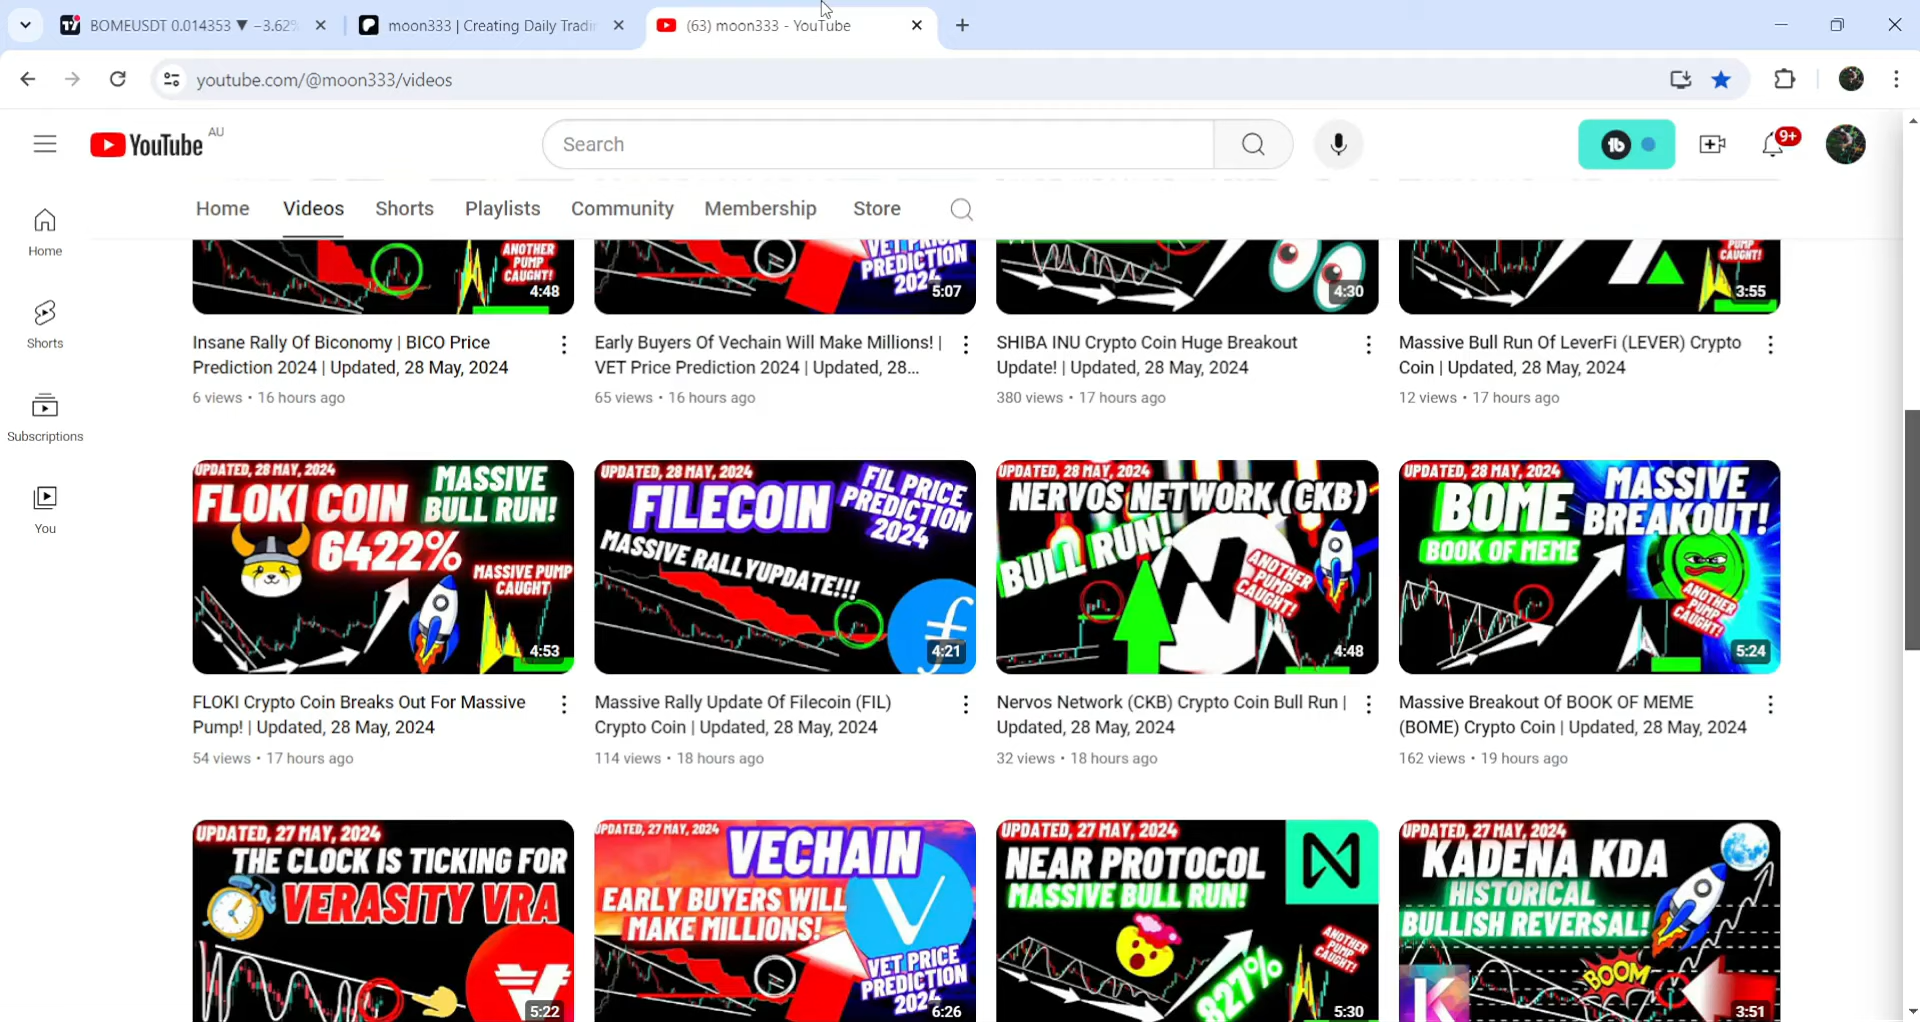 BOMEUSDT 0.014353 ▼ −3.62%
moon333 | Creating Daily Tradi
(63) moon333 - YouTube
youtube.com/@moon333/videos
YouTube AU
Search
9+
Home
Videos
Shorts
Playlists
Community
Membership
Store
Home
Shorts
Subscriptions
You
ANOTHER
PUMP
CAUGHT!
4:48
VET PRICE
PREDICTION
2024
5:07
4:30
PUMP
CAUGHT!
3:55
Insane Rally Of Biconomy | BICO Price
Prediction 2024 | Updated, 28 May, 2024
6 views • 16 hours ago
Early Buyers Of Vechain Will Make Millions! |
VET Price Prediction 2024 | Updated, 28...
65 views • 16 hours ago
SHIBA INU Crypto Coin Huge Breakout
Update! | Updated, 28 May, 2024
380 views • 17 hours ago
Massive Bull Run Of LeverFi (LEVER) Crypto
Coin | Updated, 28 May, 2024
12 views • 17 hours ago
UPDATED, 28 MAY, 2024
FLOKI COIN
MASSIVE
BULL RUN!
6422%
MASSIVE PUMP
CAUGHT
4:53
UPDATED, 28 MAY, 2024
FILECOIN
FIL PRICE
PREDICTION
2024
MASSIVE RALLY UPDATE!!!
4:21
UPDATED, 28 MAY, 2024
NERVOS NETWORK (CKB)
BULL RUN!
ANOTHER
PUMP
CAUGHT!
4:48
UPDATED, 28 MAY, 2024
BOME
BOOK OF MEME
MASSIVE
BREAKOUT!
ANOTHER
PUMP
CAUGHT!
5:24
FLOKI Crypto Coin Breaks Out For Massive
Pump! | Updated, 28 May, 2024
54 views • 17 hours ago
Massive Rally Update Of Filecoin (FIL)
Crypto Coin | Updated, 28 May, 2024
114 views • 18 hours ago
Nervos Network (CKB) Crypto Coin Bull Run |
Updated, 28 May, 2024
32 views • 18 hours ago
Massive Breakout Of BOOK OF MEME
(BOME) Crypto Coin | Updated, 28 May, 2024
162 views • 19 hours ago
UPDATED, 27 MAY, 2024
THE CLOCK IS TICKING FOR
VERASITY VRA
5:22
UPDATED, 27 MAY, 2024
VECHAIN
EARLY BUYERS WILL
MAKE MILLIONS!
VET PRICE
PREDICTION
2024
6:26
UPDATED, 27 MAY, 2024
NEAR PROTOCOL
MASSIVE BULL RUN!
827%
ANOTHER
PUMP
CAUGHT!
5:30
UPDATED, 27 MAY, 2024
KADENA KDA
HISTORICAL
BULLISH REVERSAL!
BOOM
3:51